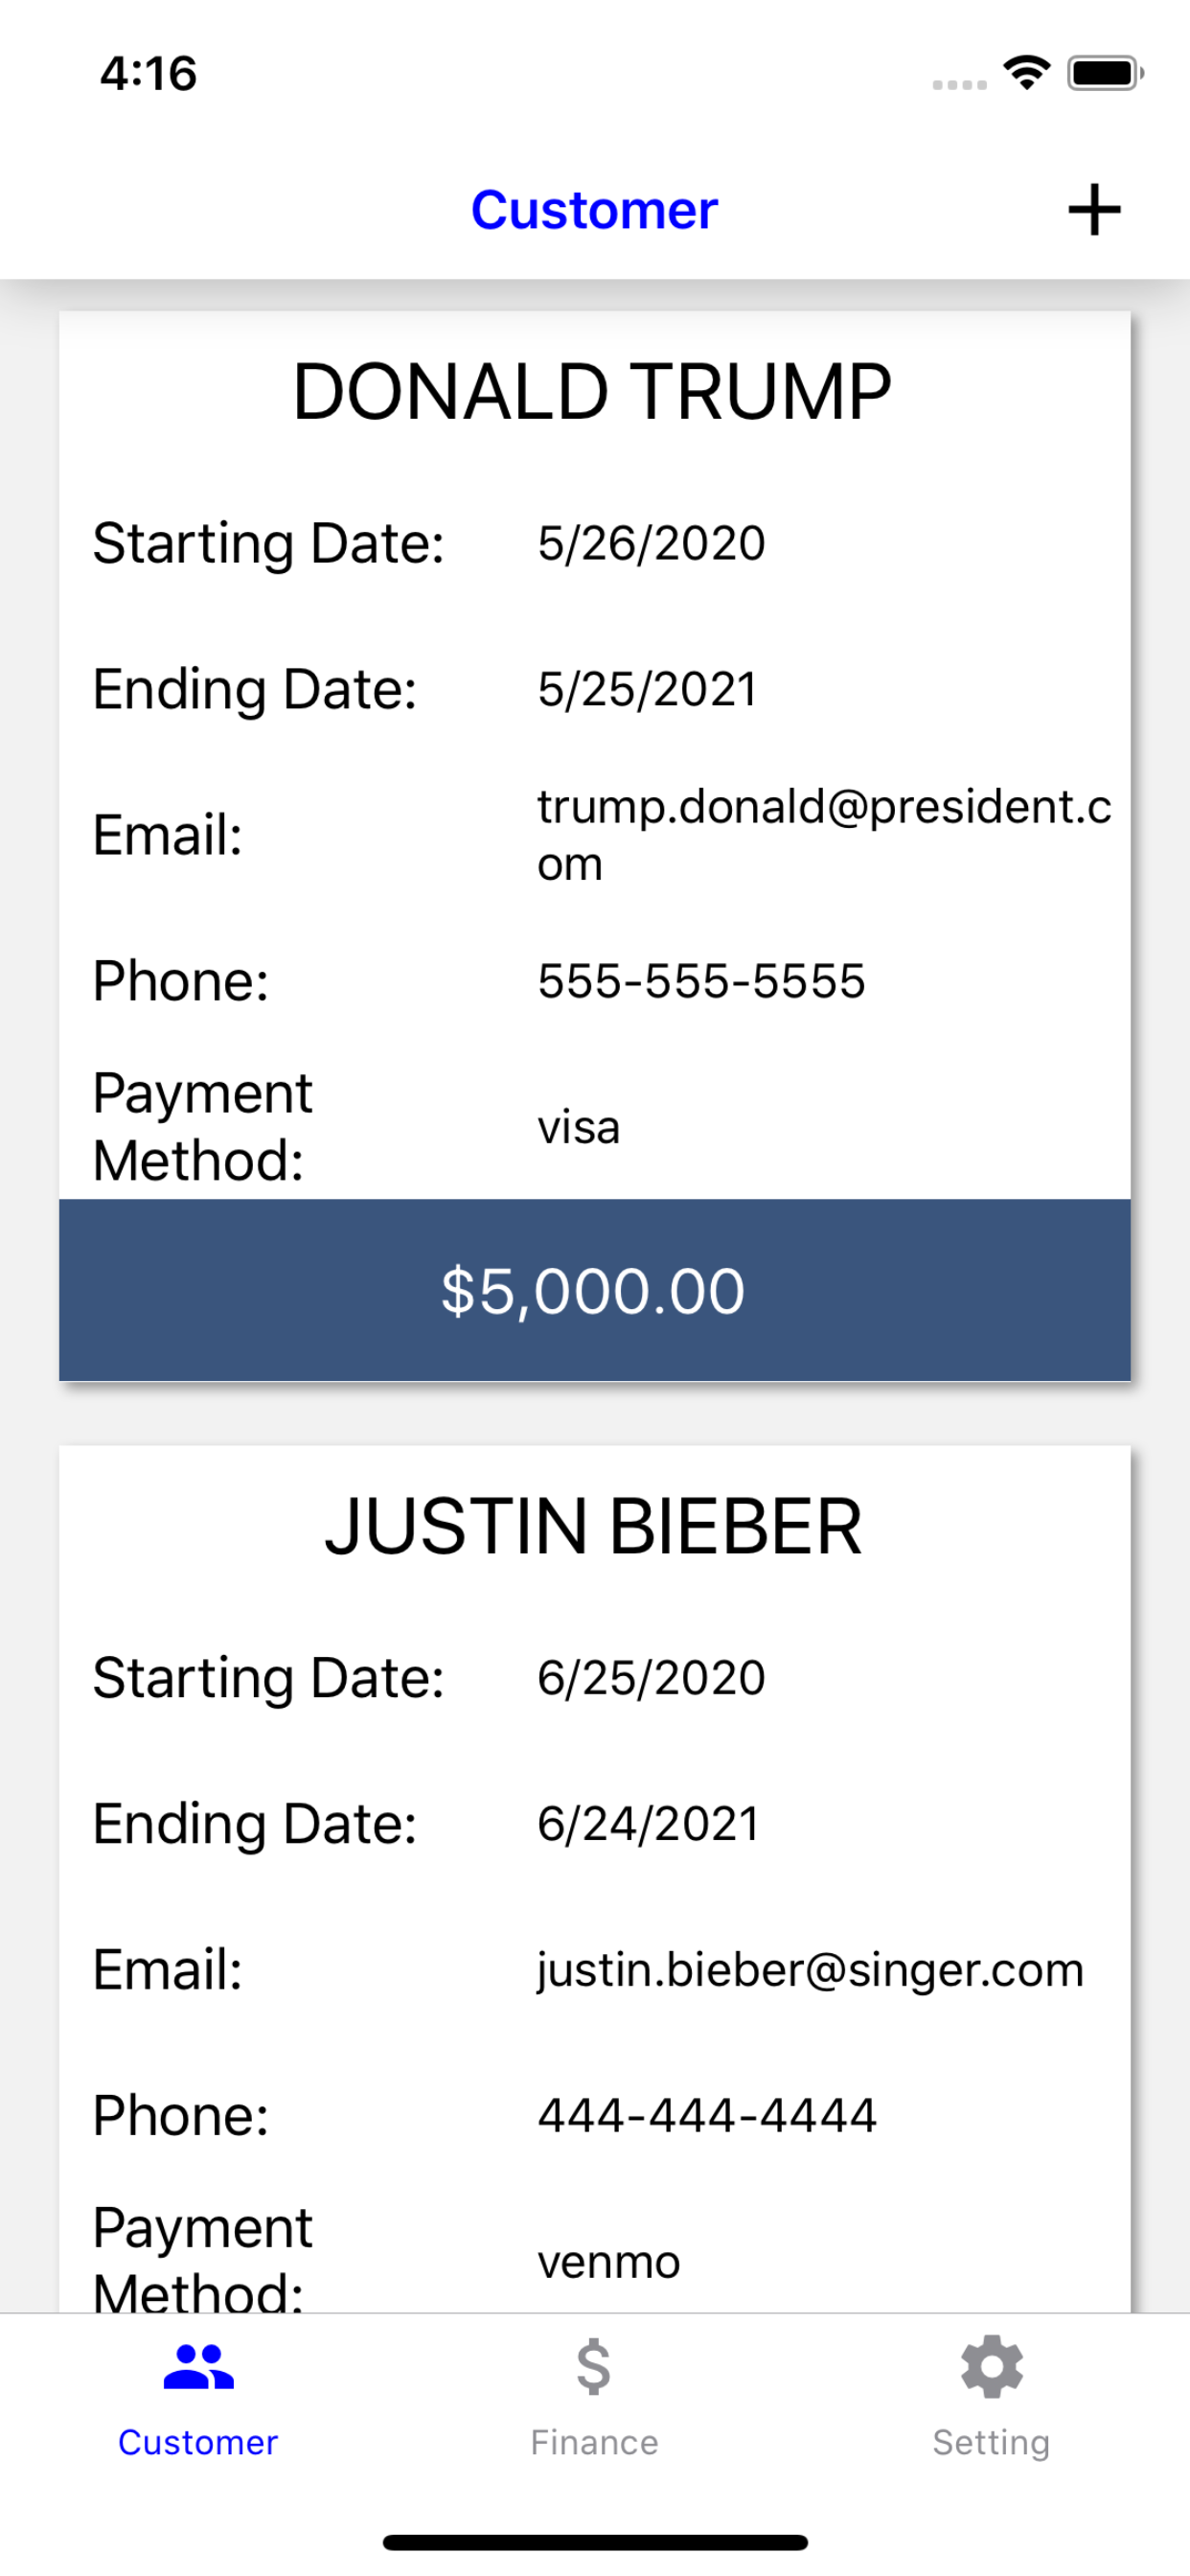 4:16
Customer
DONALD TRUMP
Starting Date: 5/26/2020
Ending Date: 5/25/2021
Email: trump.donald@president.c
om
Phone: 555-555-5555
Payment
Method: visa
$5,000.00
JUSTIN BIEBER
Starting Date: 6/25/2020
Ending Date: 6/24/2021
Email: justin.bieber@singer.com
Phone: 444-444-4444
Payment
Method: venmo
Customer Finance Setting